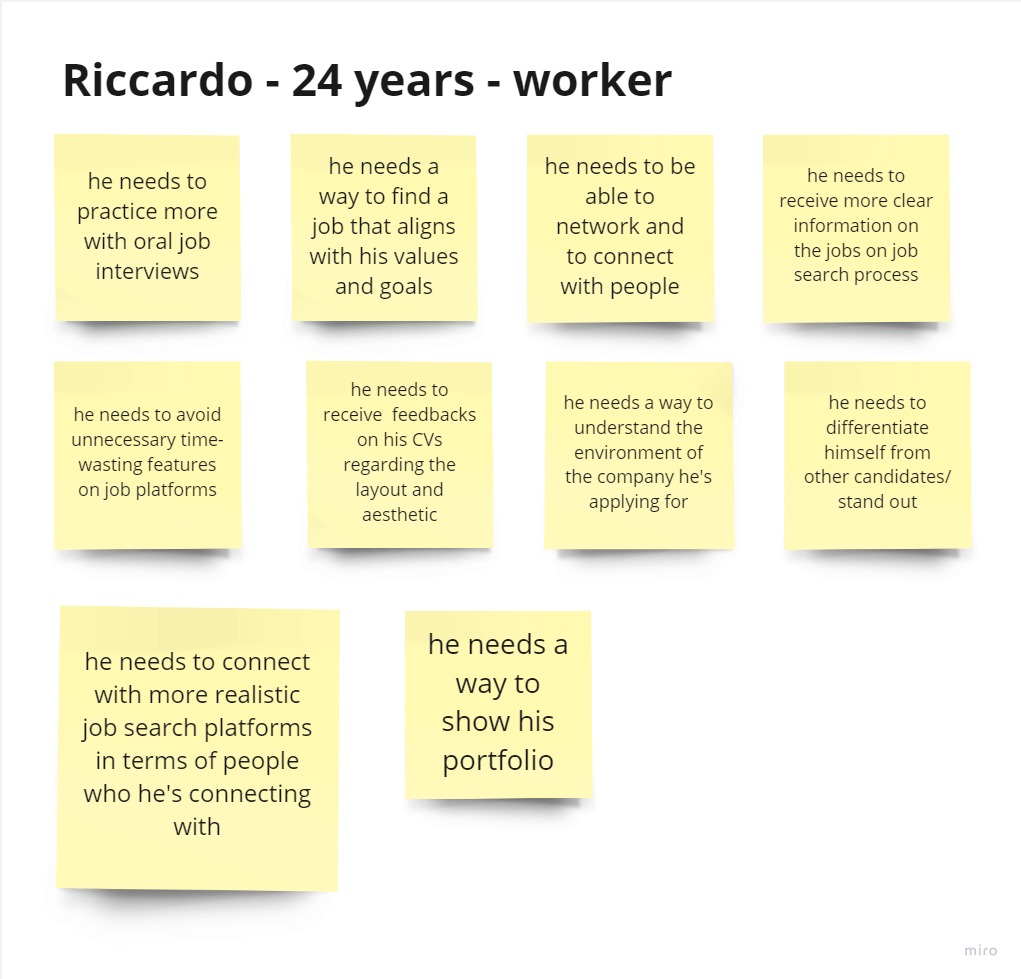 Riccardo - 24 years - worker
he needs to
practice more
with oral job
interviews
he needs a
way to find a
job that aligns
with his values
and goals
he needs to be
able to
network and
to connect
with people
he needs to
receive more clear
information on
the jobs on job
search process
he needs to avoid
unnecessary time-
wasting features
on job platforms
he needs to
receive  feedbacks
on his CVs
regarding the
layout and
aesthetic
he needs a way to
understand the
environment of
the company he's
applying for
he needs to
differentiate
himself from
other candidates/
stand out
he needs to connect
with more realistic
job search platforms
in terms of people
who he's connecting
with
he needs a
way to
show his
portfolio
miro